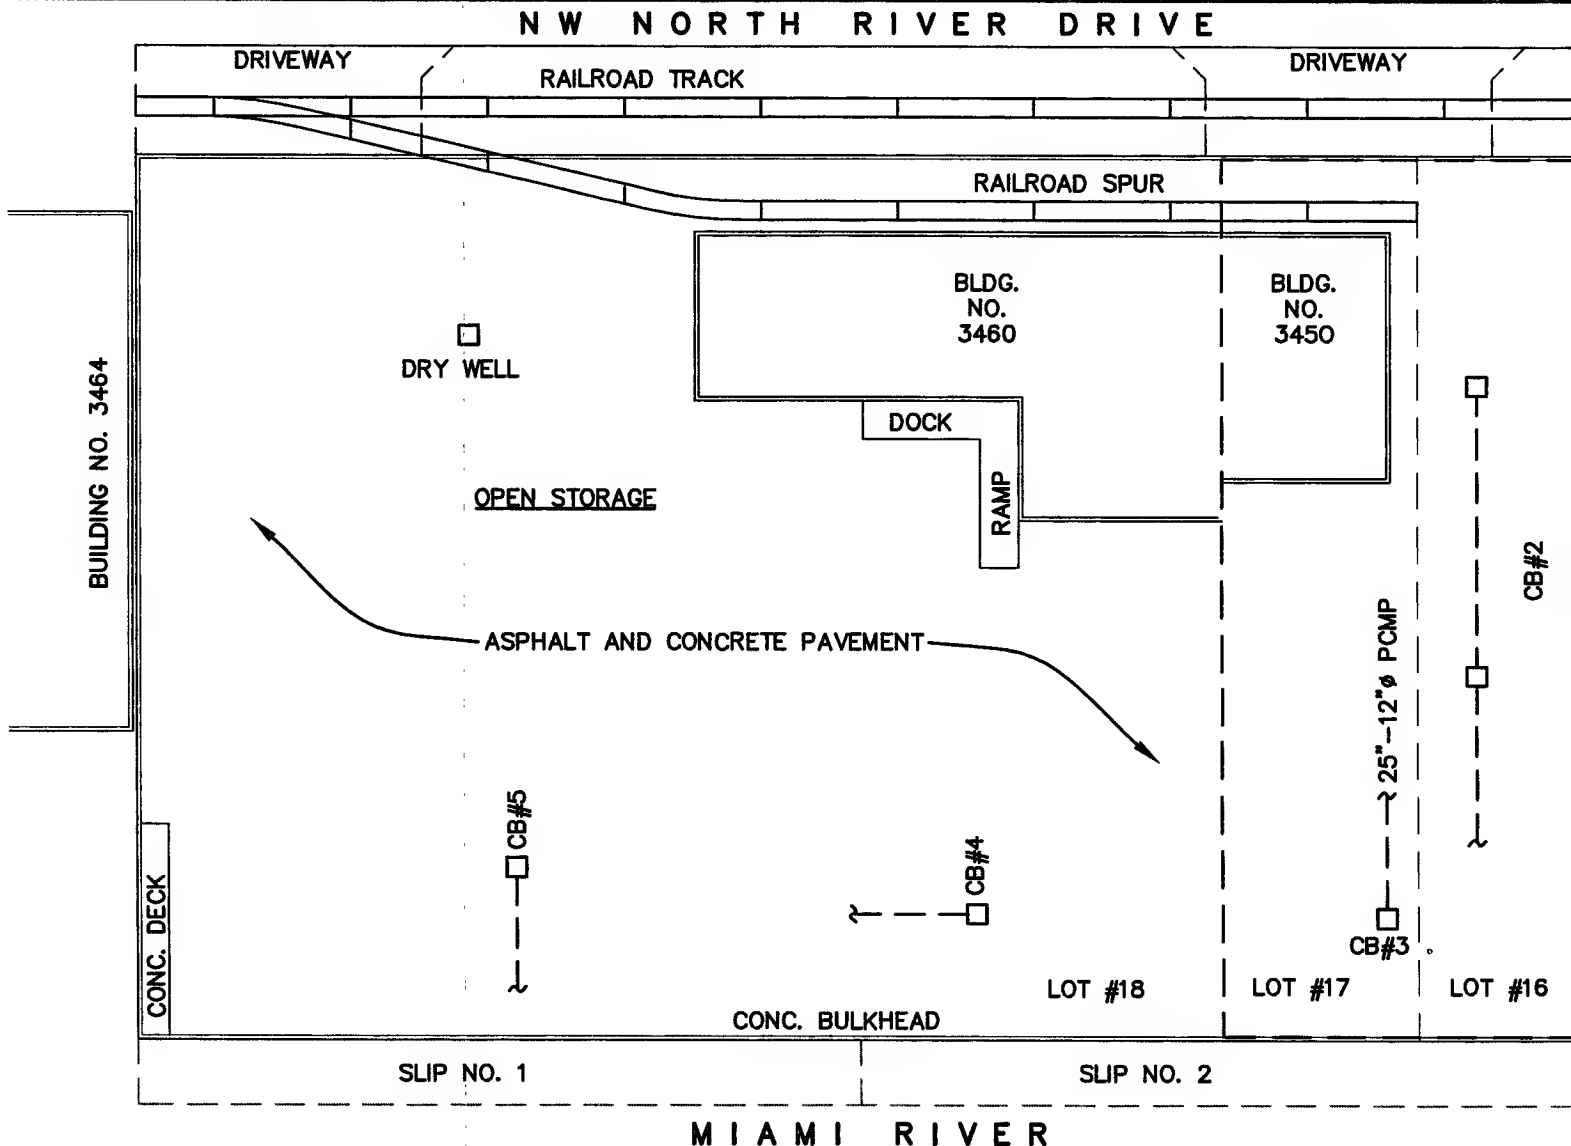 NW NORTH RIVER DRIVE
DRIVEWAY
DRIVEWAY
RAILROAD TRACK
RAILROAD SPUR
BLDG.
NO.
3460
BLDG.
NO.
3450
DRY WELL
BUILDING NO. 3464
DOCK
RAMP
OPEN STORAGE
CB#2
ASPHALT AND CONCRETE PAVEMENT
25"-12"ø PCMP
CB#5
CB#4
CONC. DECK
CB#3
LOT #18
LOT #17
LOT #16
CONC. BULKHEAD
SLIP NO. 1
SLIP NO. 2
MIAMI RIVER